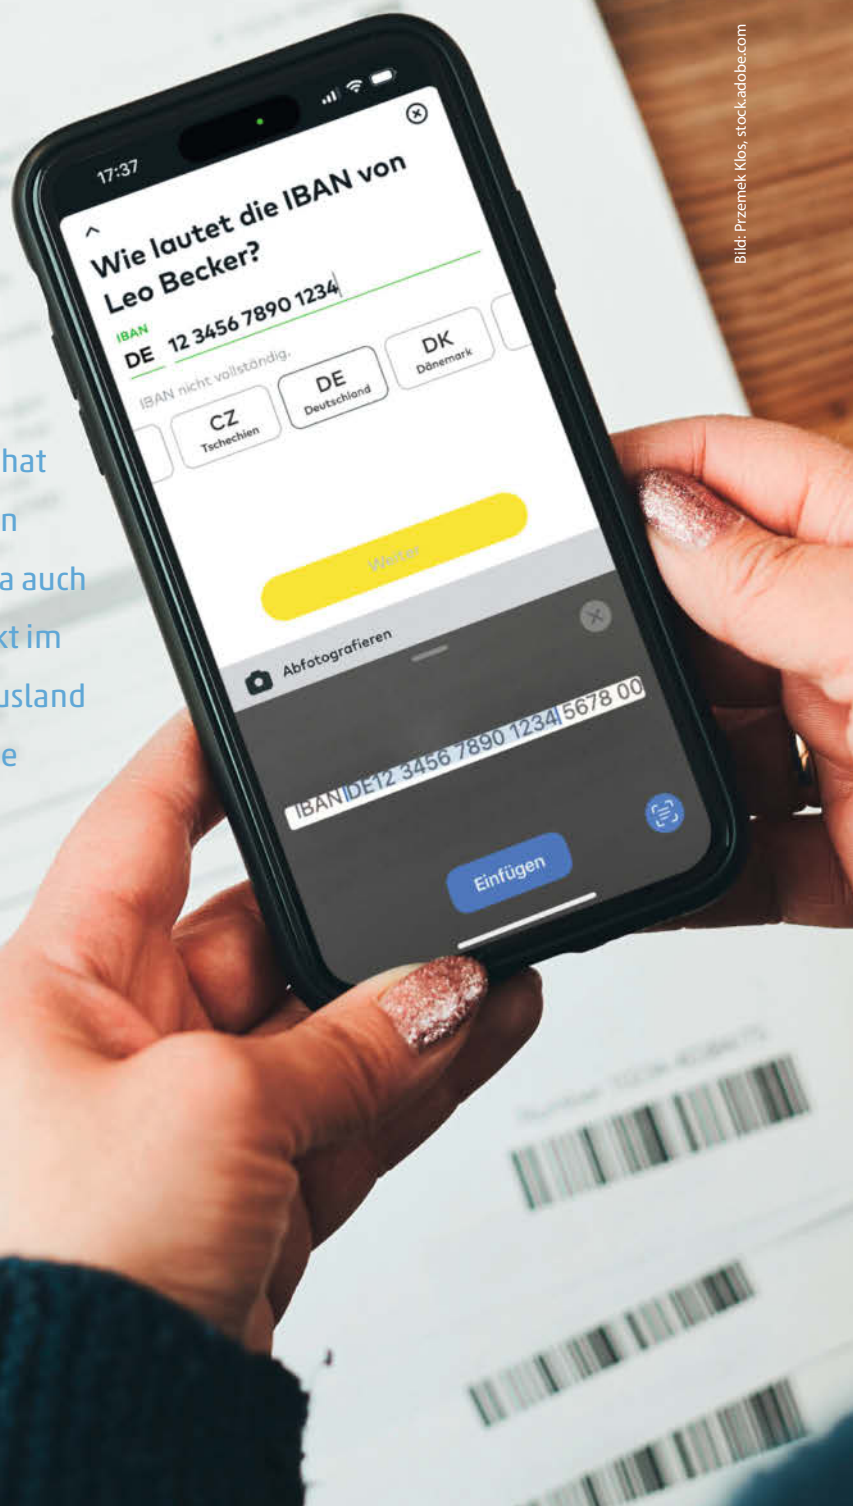 Bild: Przemek Klos, stock.adobe.com
17:37
Wie lautet die IBAN von
Leo Becker?
IBAN
DE 12 3456 7890 1234
IBAN nicht vollständig.
CZ
Tschechien
DE
Deutschland
DK
Dänemark
Weiter
Abfotografieren
IBAN DE12 3456 7890 1234 5678 00
Einfügen
hat
n
a auch
kt im
usland
e